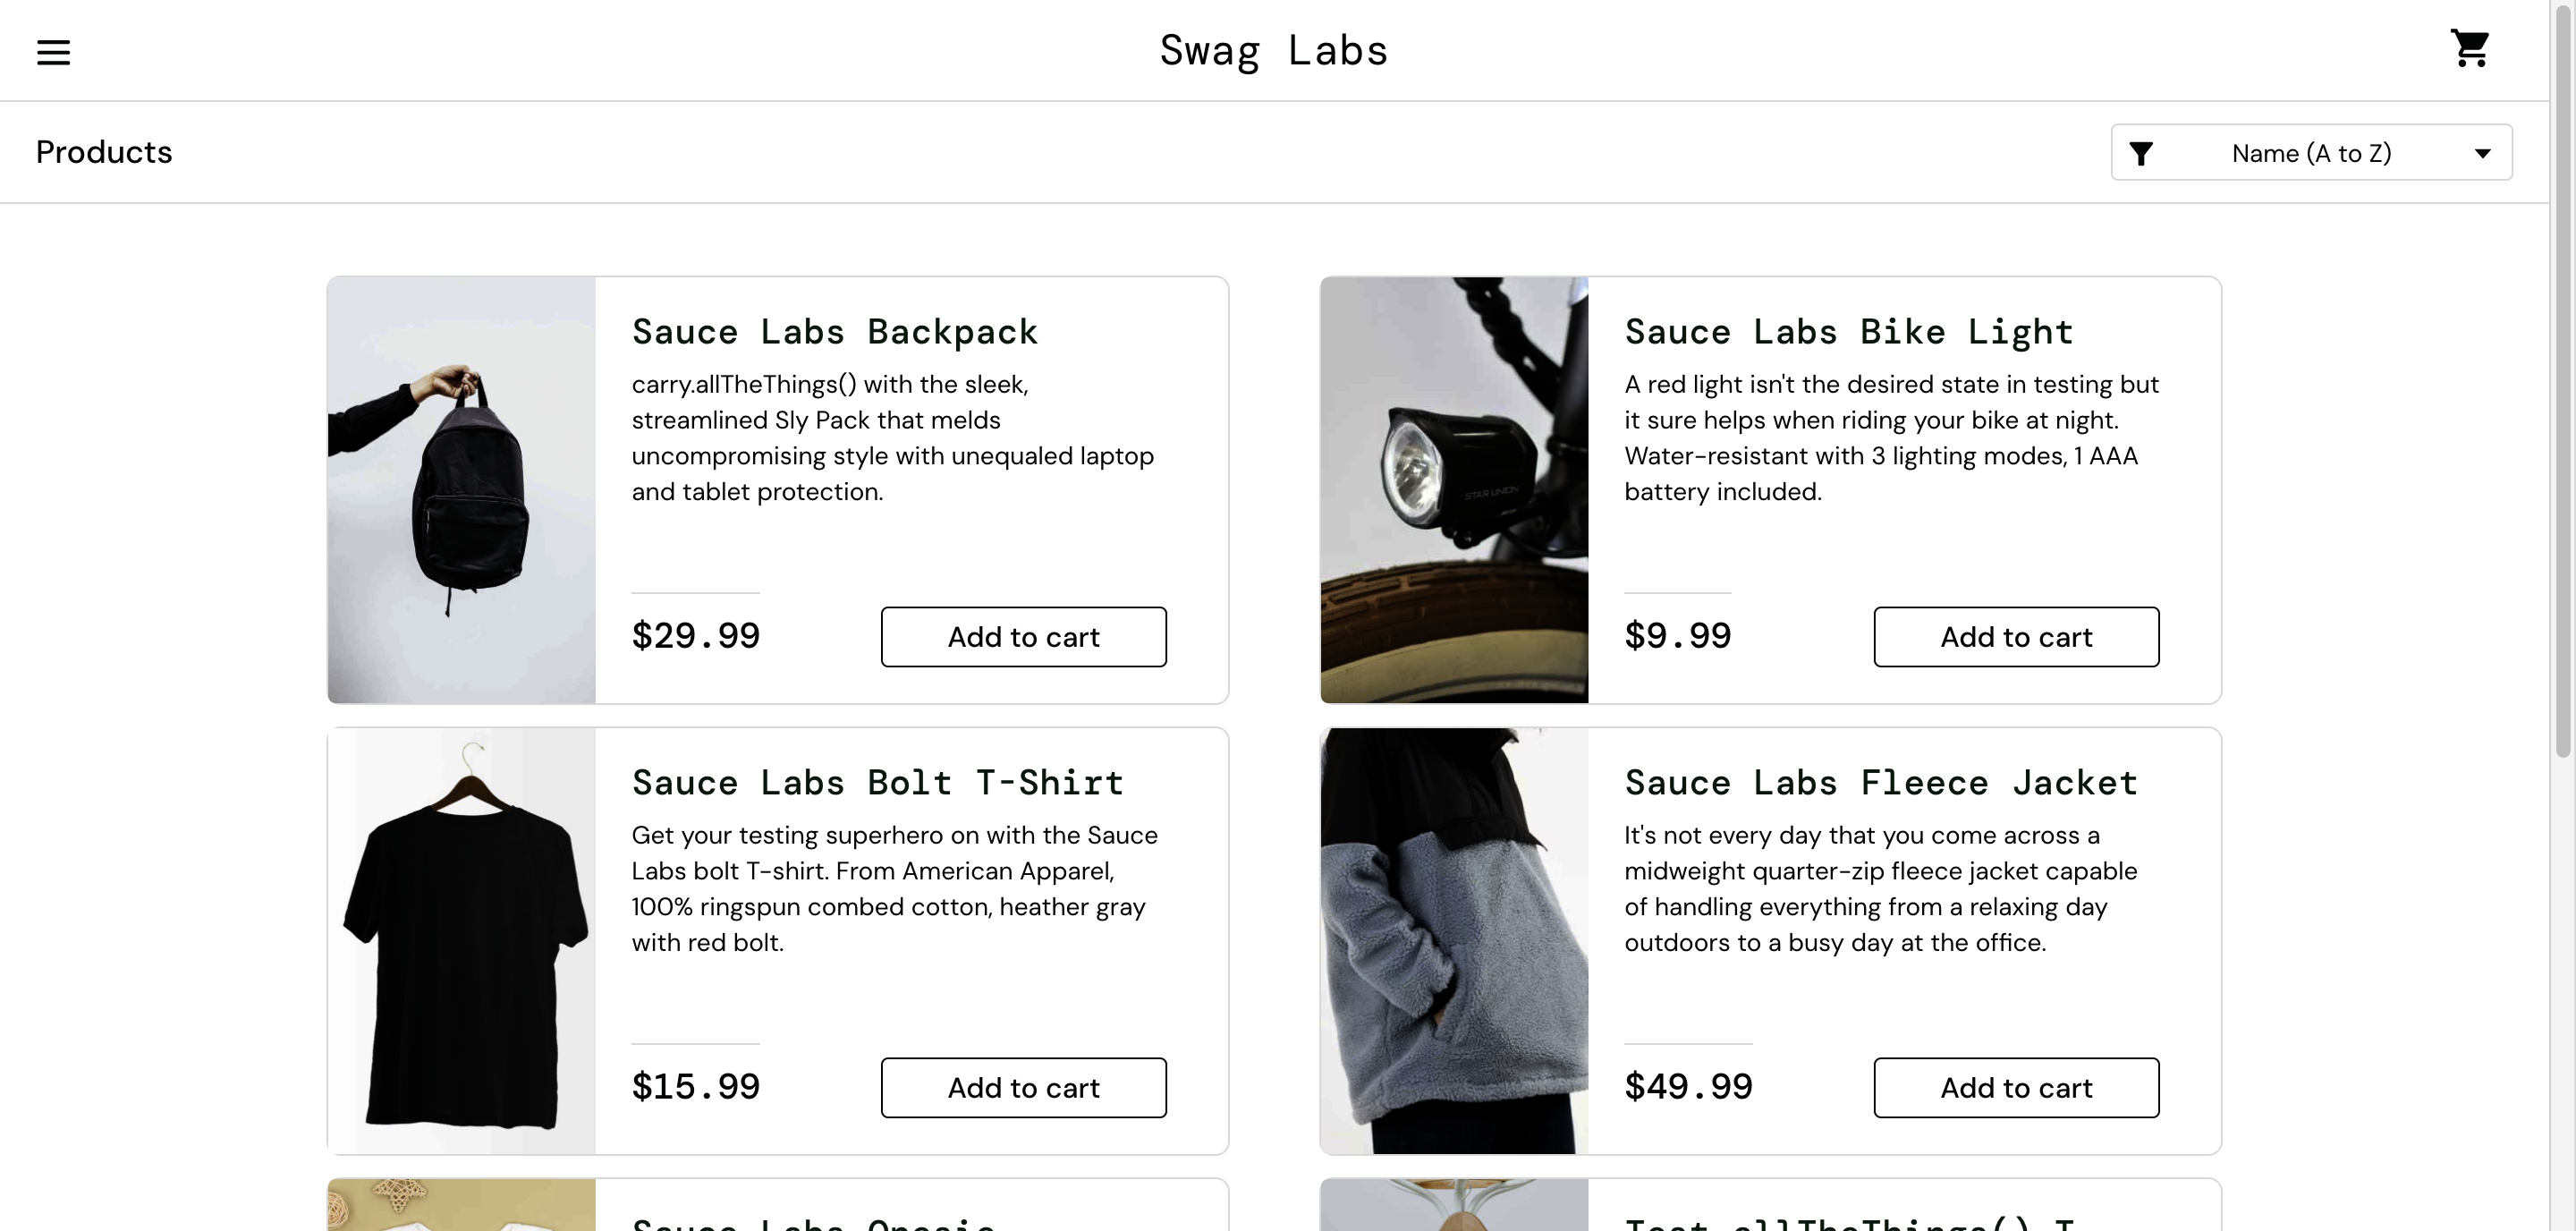 Swag Labs
Products
Name (A to Z)
Sauce Labs Backpack
carry.allTheThings() with the sleek,
streamlined Sly Pack that melds
uncompromising style with unequaled laptop
and tablet protection.
$29.99
Add to cart
Sauce Labs Bike Light
A red light isn't the desired state in testing but
it sure helps when riding your bike at night.
Water-resistant with 3 lighting modes, 1 AAA
battery included.
STAR UNION
$9.99
Add to cart
Sauce Labs Bolt T-Shirt
Get your testing superhero on with the Sauce
Labs bolt T-shirt. From American Apparel,
100% ringspun combed cotton, heather gray
with red bolt.
$15.99
Add to cart
Sauce Labs Fleece Jacket
It's not every day that you come across a
midweight quarter-zip fleece jacket capable
of handling everything from a relaxing day
outdoors to a busy day at the office.
$49.99
Add to cart
Sauce Labs Onesie
Test.allTheThings() T